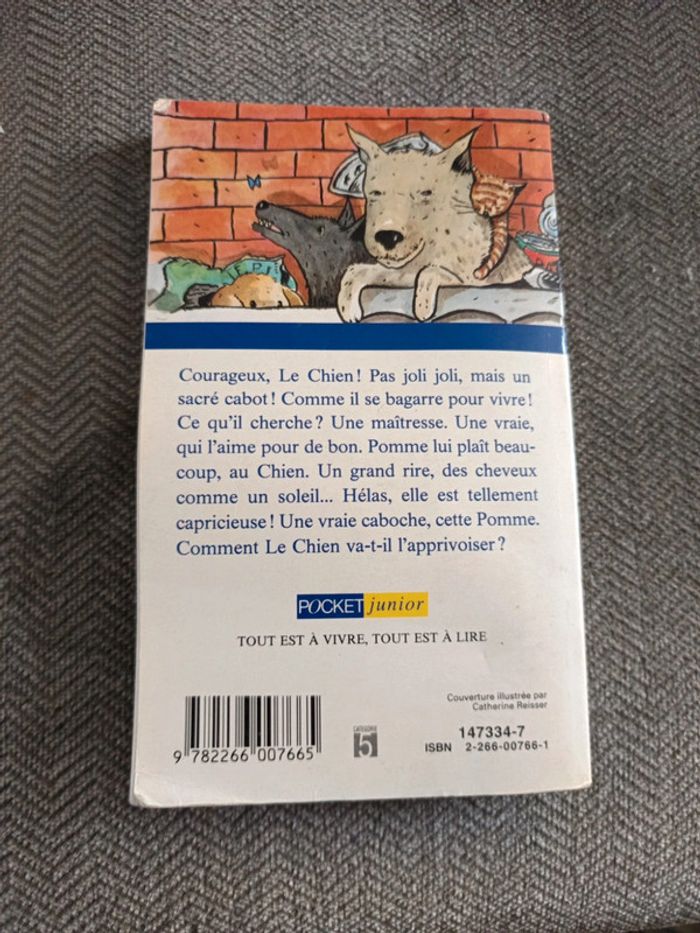 Courageux, Le Chien ! Pas joli joli, mais un
sacré cabot ! Comme il se bagarre pour vivre !
Ce qu'il cherche ? Une maîtresse. Une vraie,
qui l'aime pour de bon. Pomme lui plaît beau-
coup, au Chien. Un grand rire, des cheveux
comme un soleil... Hélas, elle est tellement
capricieuse ! Une vraie caboche, cette Pomme.
Comment Le Chien va-t-il l'apprivoiser ?
POCKET junior
TOUT EST À VIVRE, TOUT EST À LIRE
Couverture illustrée par
Catherine Reisser
CATÉGORIE
5
147334-7
ISBN 2-266-00766-1
9 782266 007665